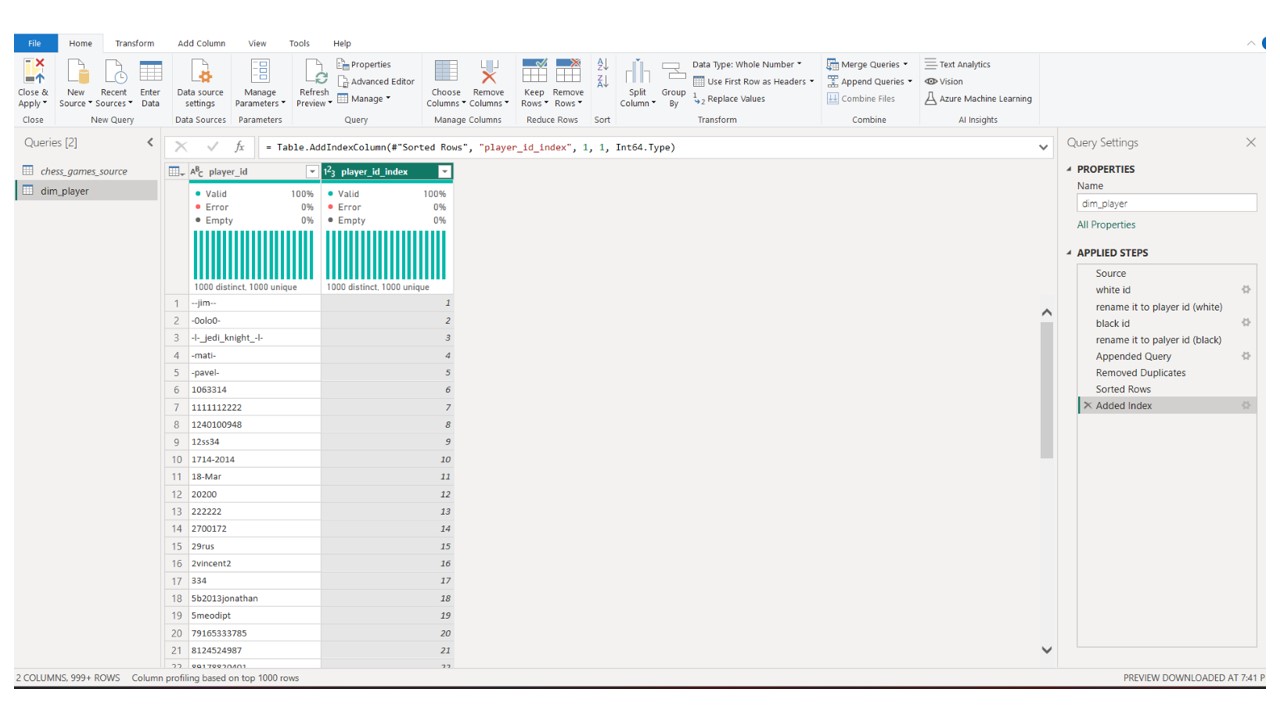 File Home Transform Add Column View Tools Help
Close & Apply New Source Recent Sources Enter Data Data source settings Manage Parameters Refresh Preview Properties Advanced Editor Manage Choose Columns Remove Columns Keep Rows Remove Rows Split Column Group By Data Type: Whole Number Use First Row as Headers Replace Values Merge Queries Append Queries Combine Files Text Analytics Vision Azure Machine Learning
Close New Query Data Sources Parameters Query Manage Columns Reduce Rows Sort Transform Combine AI Insights
Queries [2]
chess_games_source
dim_player
fx = Table.AddIndexColumn(#"Sorted Rows", "player_id_index", 1, 1, Int64.Type)
ABC player_id 123 player_id_index
Valid 100% Valid 100%
Error 0% Error 0%
Empty 0% Empty 0%
1000 distinct, 1000 unique 1000 distinct, 1000 unique
1 --jim-- 1
2 -0olo0- 2
3 -l-_jedi_knight_-l- 3
4 -mati- 4
5 -pavel- 5
6 1063314 6
7 1111112222 7
8 1240100948 8
9 12ss34 9
10 1714-2014 10
11 18-Mar 11
12 20200 12
13 222222 13
14 2700172 14
15 29rus 15
16 2vincent2 16
17 334 17
18 5b2013jonathan 18
19 5meodipt 19
20 79165333785 20
21 8124524987 21
Query Settings
PROPERTIES
Name
dim_player
All Properties
APPLIED STEPS
Source
white id
rename it to player id (white)
black id
rename it to palyer id (black)
Appended Query
Removed Duplicates
Sorted Rows
Added Index
2 COLUMNS, 999+ ROWS Column profiling based on top 1000 rows
PREVIEW DOWNLOADED AT 7:41 P